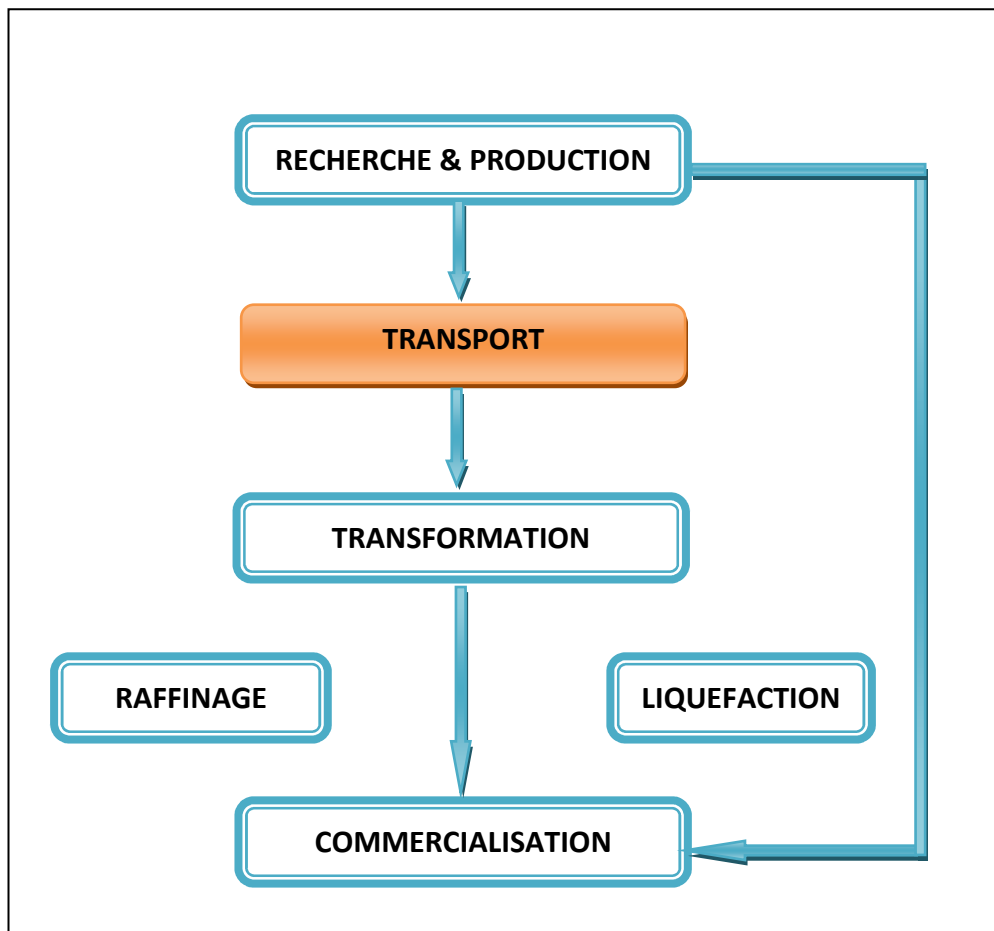 RECHERCHE & PRODUCTION
TRANSPORT
TRANSFORMATION
RAFFINAGE
LIQUEFACTION
COMMERCIALISATION